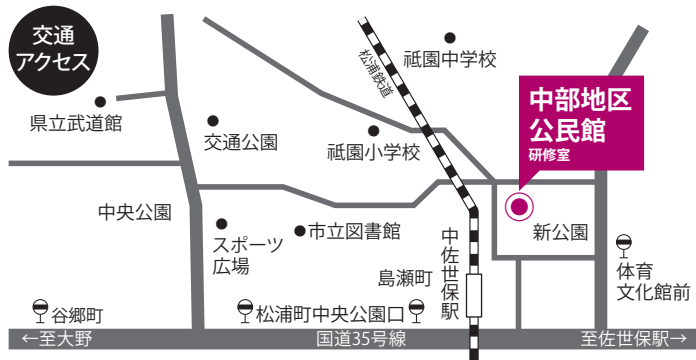 交通
アクセス
松浦鉄道
祗園中学校
県立武道館
交通公園
祗園小学校
中部地区
公民館
研修室
中央公園
スポーツ
広場
市立図書館
新公園
島瀬町
中佐世保駅
体育
文化館前
谷郷町
松浦町中央公園口
←至大野
国道35号線
至佐世保駅→